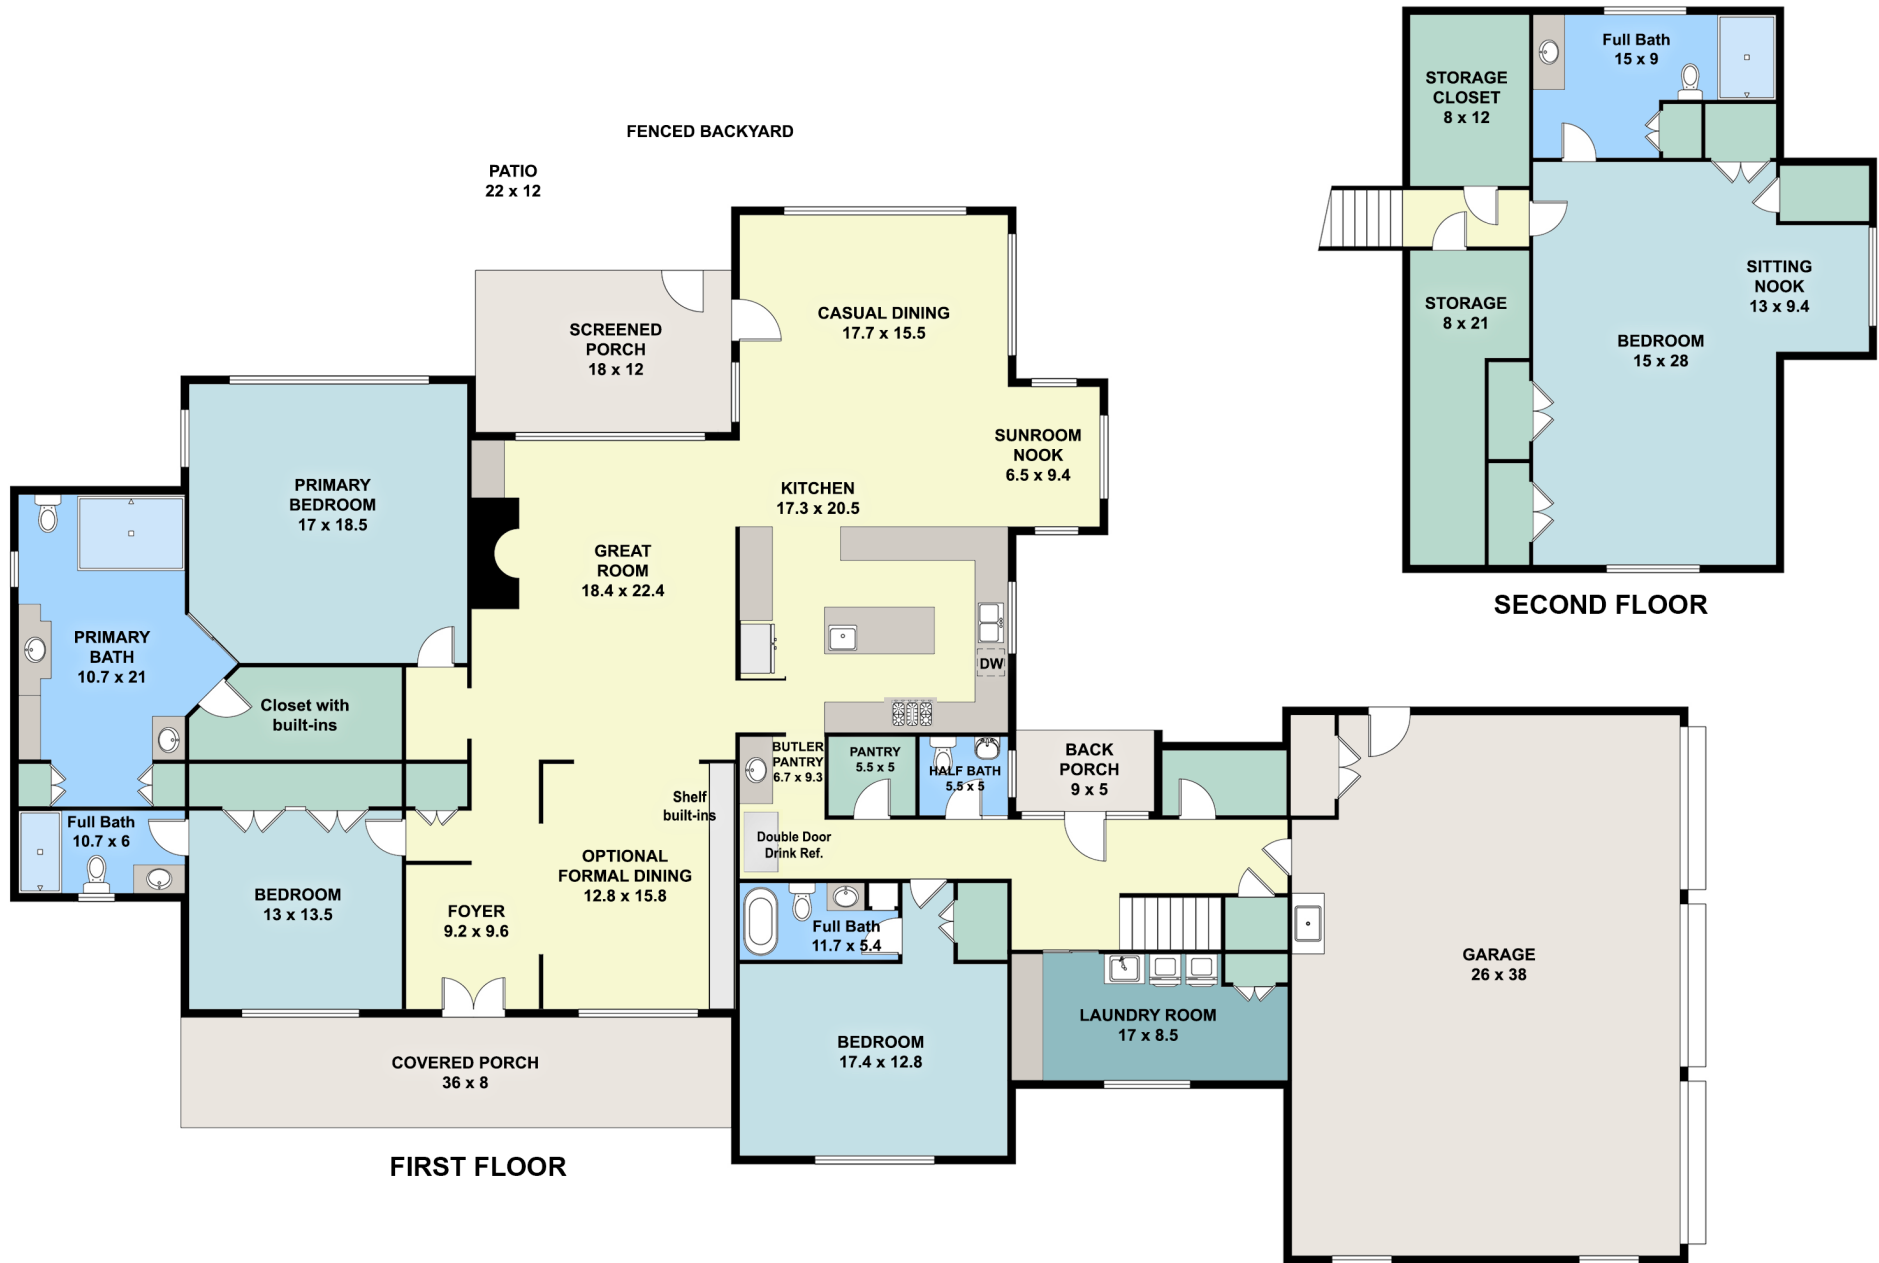 FENCED BACKYARD
PATIO
22 x 12
SCREENED
PORCH
18 x 12
CASUAL DINING
17.7 x 15.5
SUNROOM
NOOK
6.5 x 9.4
KITCHEN
17.3 x 20.5
PRIMARY
BEDROOM
17 x 18.5
GREAT
ROOM
18.4 x 22.4
PRIMARY
BATH
10.7 x 21
Closet with
built-ins
DW
BUTLER
PANTRY
6.7 x 9.3
PANTRY
5.5 x 5
HALF BATH
5.5 x 5
BACK
PORCH
9 x 5
Shelf
built-ins
Double Door
Drink Ref.
Full Bath
10.7 x 6
BEDROOM
13 x 13.5
FOYER
9.2 x 9.6
OPTIONAL
FORMAL DINING
12.8 x 15.8
Full Bath
11.7 x 5.4
BEDROOM
17.4 x 12.8
LAUNDRY ROOM
17 x 8.5
GARAGE
26 x 38
COVERED PORCH
36 x 8
FIRST FLOOR
STORAGE
CLOSET
8 x 12
Full Bath
15 x 9
STORAGE
8 x 21
SITTING
NOOK
13 x 9.4
BEDROOM
15 x 28
SECOND FLOOR